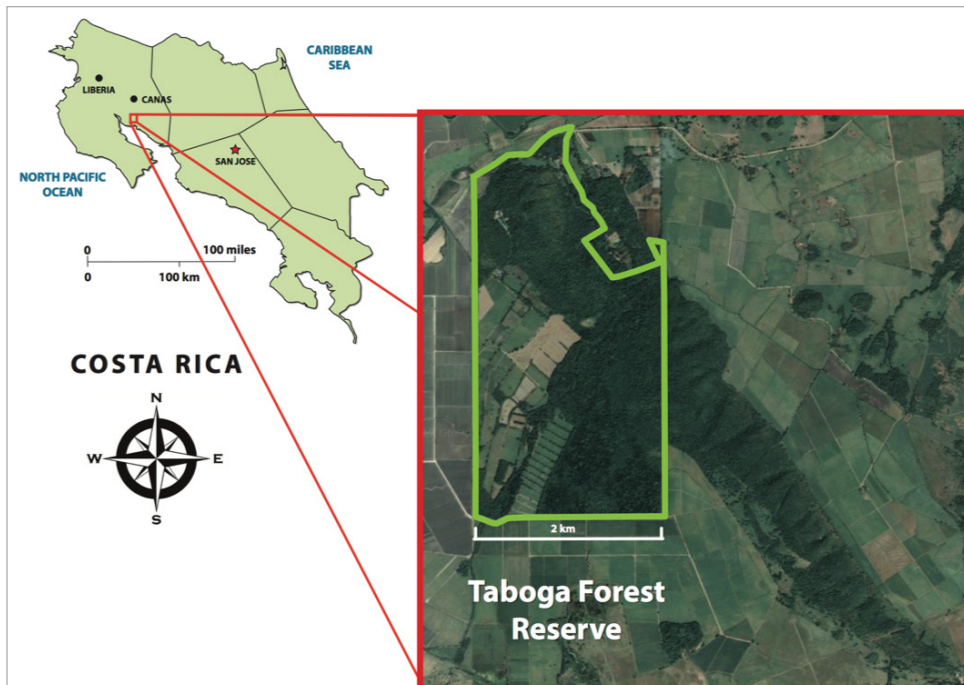 CARIBBEAN
SEA
LIBERIA
CANAS
SAN JOSE
NORTH PACIFIC
OCEAN
0 100 miles
0 100 km
COSTA RICA
N
W E
S
2 km
Taboga Forest
Reserve